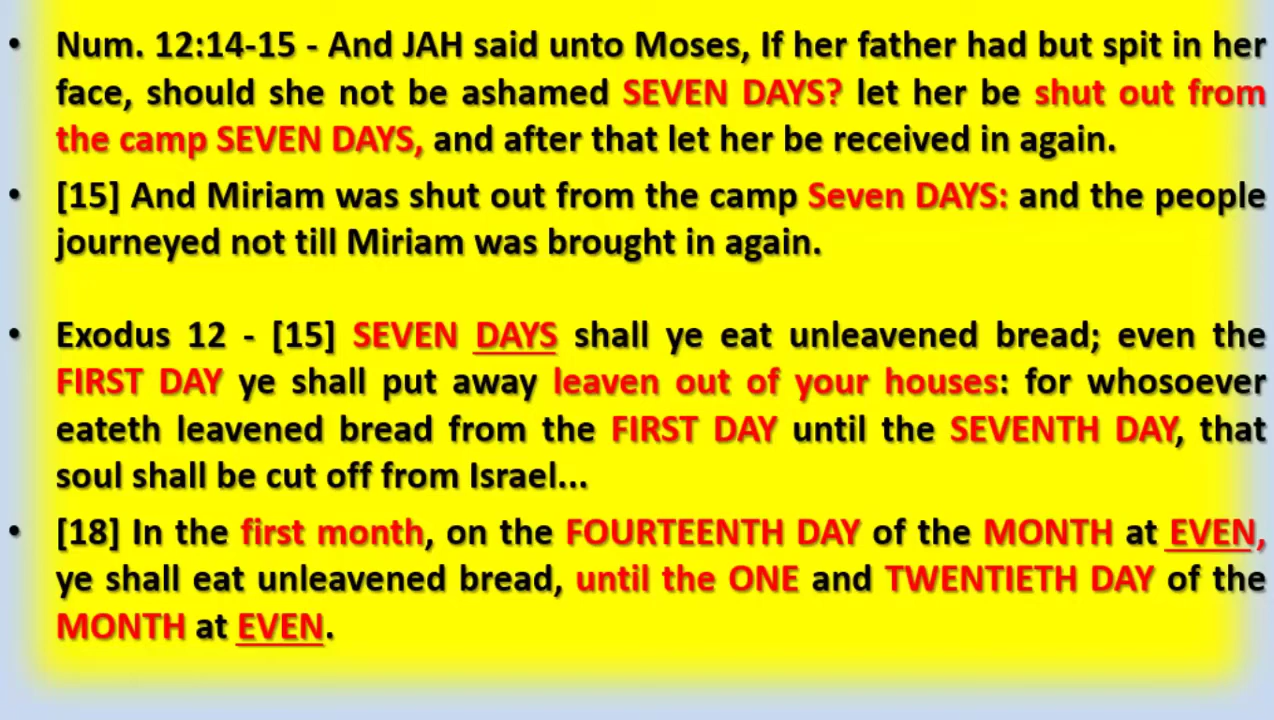 • Num. 12:14-15 - And JAH said unto Moses, If her father had but spit in her
face, should she not be ashamed SEVEN DAYS? let her be shut out from
the camp SEVEN DAYS, and after that let her be received in again.
• [15] And Miriam was shut out from the camp Seven DAYS: and the people
journeyed not till Miriam was brought in again.
• Exodus 12 - [15] SEVEN DAYS shall ye eat unleavened bread; even the
FIRST DAY ye shall put away leaven out of your houses: for whosoever
eateth leavened bread from the FIRST DAY until the SEVENTH DAY, that
soul shall be cut off from Israel...
• [18] In the first month, on the FOURTEENTH DAY of the MONTH at EVEN,
ye shall eat unleavened bread, until the ONE and TWENTIETH DAY of the
MONTH at EVEN.